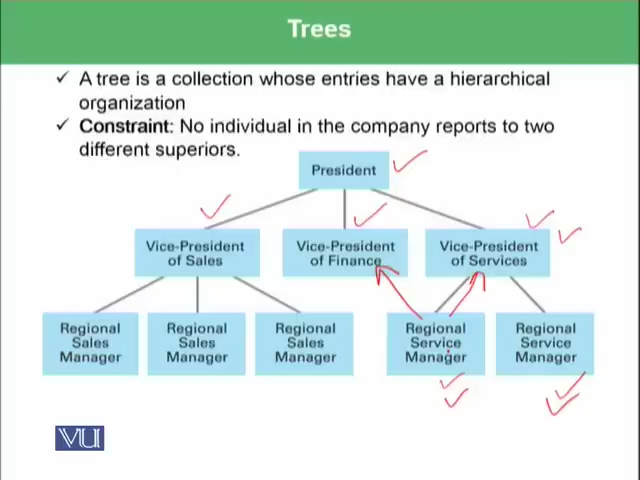 Trees
✓ A tree is a collection whose entries have a hierarchical
organization
✓ Constraint: No individual in the company reports to two
different superiors.
President
Vice-President
of Sales
Vice-President
of Finance
Vice-President
of Services
Regional
Sales
Manager
Regional
Sales
Manager
Regional
Sales
Manager
Regional
Service
Manager
Regional
Service
Manager
VU